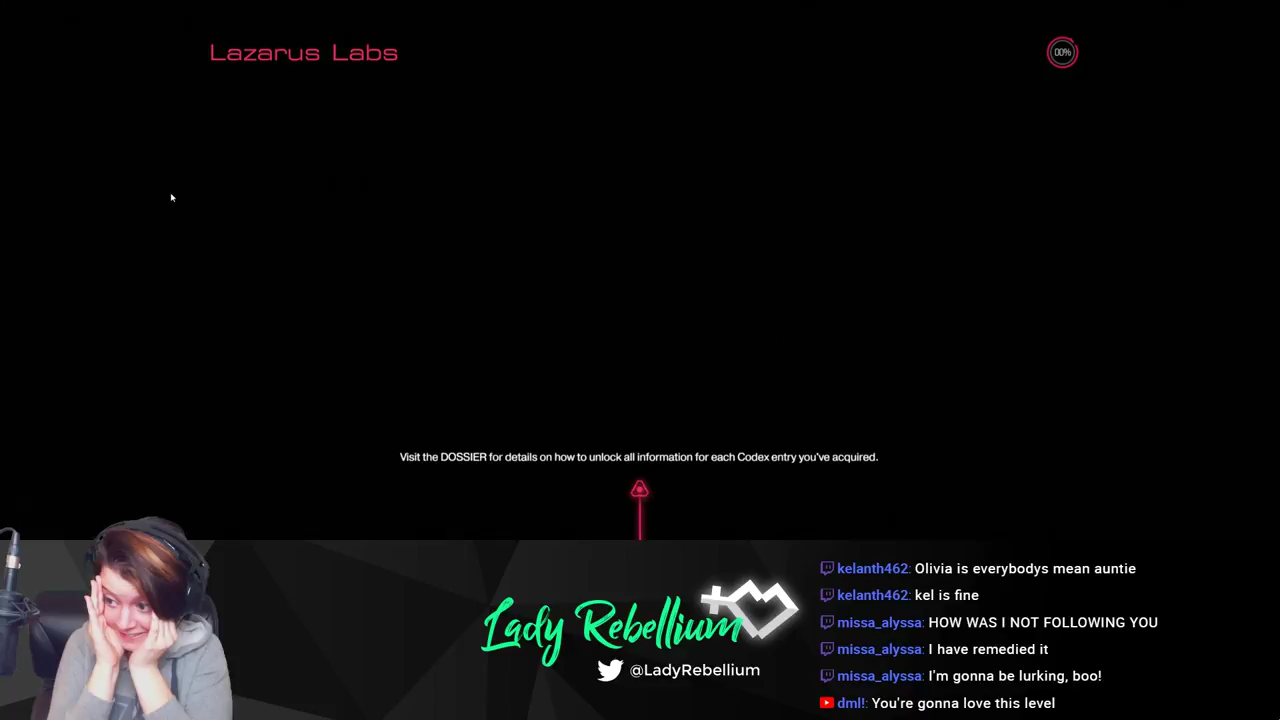 Lazarus Labs
00%
Visit the DOSSIER for details on how to unlock all information for each Codex entry you've acquired.
Lady Rebellium
@LadyRebellium
kelanth462: Olivia is everybodys mean auntie
kelanth462: kel is fine
missa_alyssa: HOW WAS I NOT FOLLOWING YOU
missa_alyssa: I have remedied it
missa_alyssa: I'm gonna be lurking, boo!
dml!: You're gonna love this level